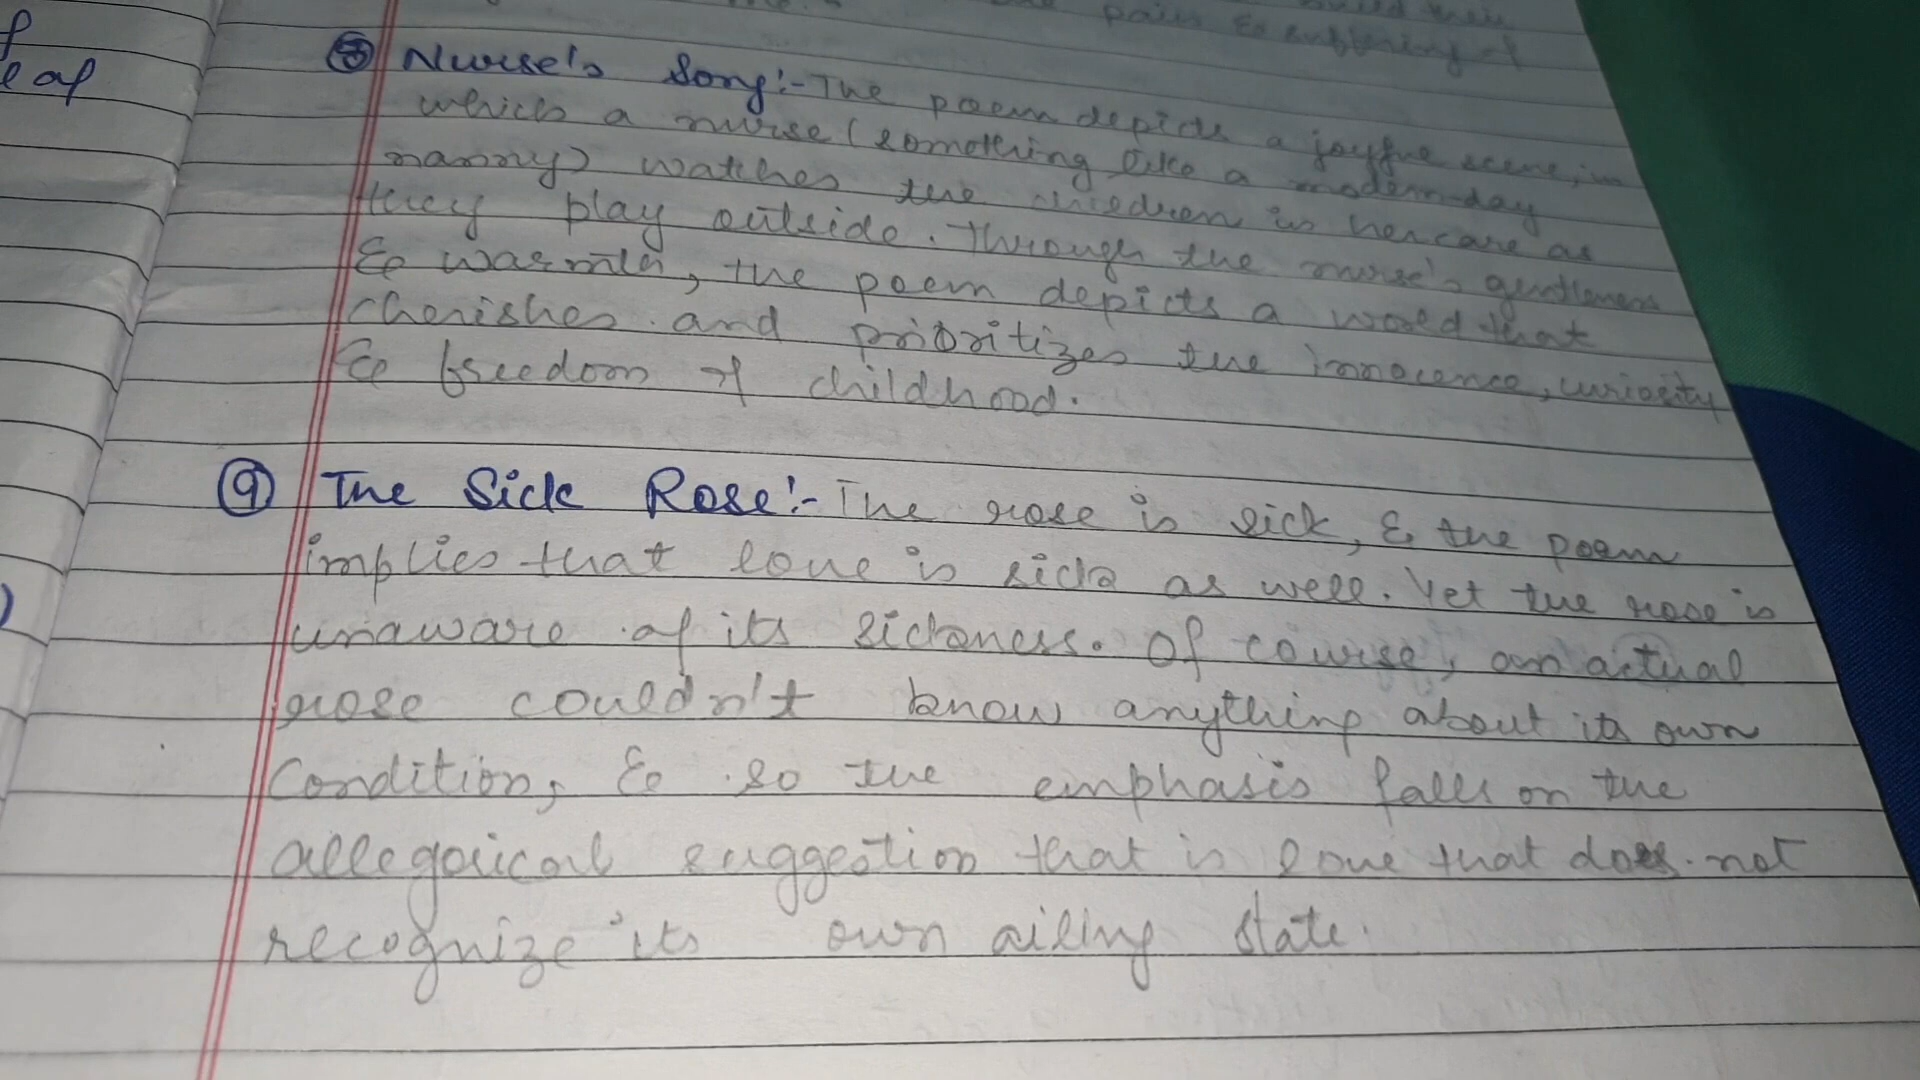 pain & suffering of
f
eaf
⑧ Nurse's Song:- The poem depicts a joyful scene, in
which a nurse (something like a modern-day
nanny) watches the children in her care as
they play outside. Through the nurse's gentleness
& warmth, the poem depicts a world that
cherishes and prioritizes the innocence, curiosity
& freedom of childhood.
⑨ The Sick Rose:- The rose is sick, & the poem
implies that love is sick as well. Yet the rose is
unaware of its sickness. Of course, an actual
rose couldn't know anything about its own
Condition, & so the emphasis falls on the
allegorical suggestion that is love that does not
recognize its own ailing state.